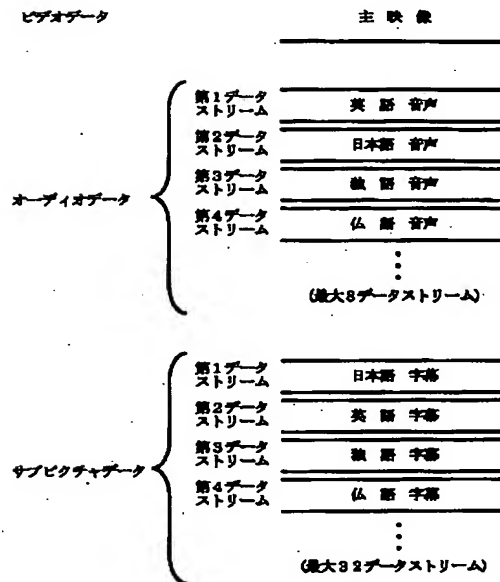 ビデオデータ
主 映 像
オーディオデータ
第1データ
ストリーム
英 語 音声
第2データ
ストリーム
日本語 音声
第3データ
ストリーム
独 語 音声
第4データ
ストリーム
仏 語 音声
(最大8データストリーム)
サブピクチャデータ
第1データ
ストリーム
日本語 字幕
第2データ
ストリーム
英 語 字幕
第3データ
ストリーム
独 語 字幕
第4データ
ストリーム
仏 語 字幕
(最大32データストリーム)